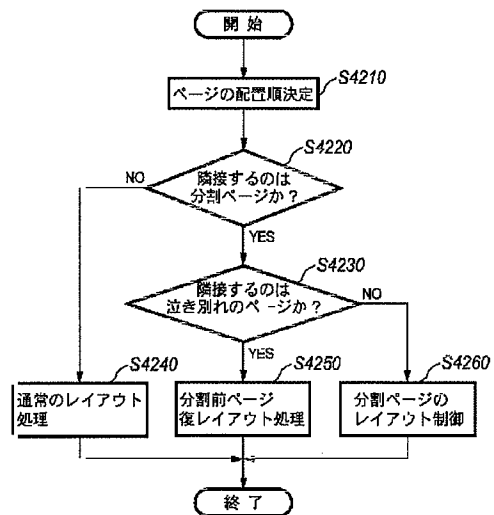 開 始
S4210
ページの配置順決定
S4220
隣接するのは
分割ページか？
NO
YES
S4230
隣接するのは
泣き別れのペ－ジか？
NO
YES
S4240
通常のレイアウト
処理
S4250
分割前ページ
復レイアウト処理
S4260
分割ページの
レイアウト制御
終 了